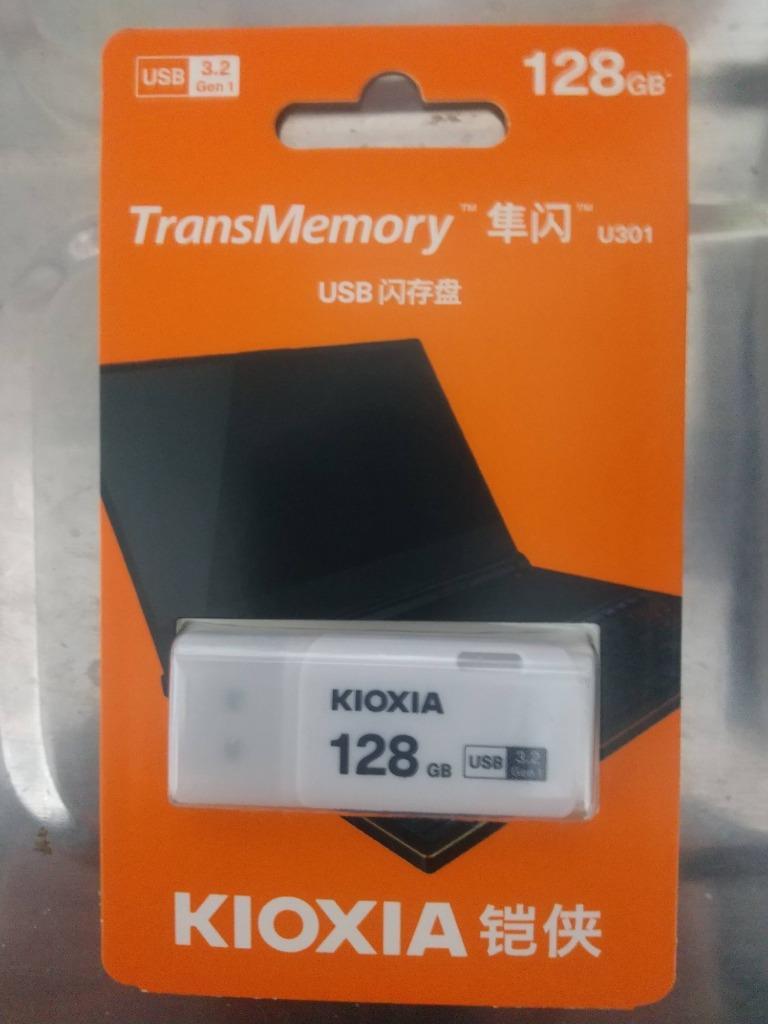 USB 3.2 Gen 1
128GB
TransMemory™ 隼闪™ U301
USB 闪存盘
KIOXIA
128 GB USB 3.2 Gen 1
KIOXIA 铠侠